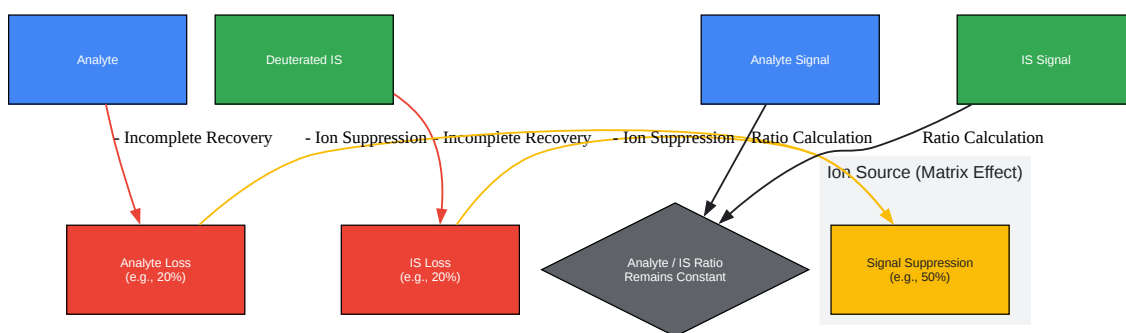 Analyte
Deuterated IS
Analyte Signal
IS Signal
- Incomplete Recovery
- Ion Suppression
- Incomplete Recovery
- Ion Suppression
Ratio Calculation
Ratio Calculation
Ion Source (Matrix Effect)
Analyte Loss
(e.g., 20%)
IS Loss
(e.g., 20%)
Analyte / IS Ratio
Remains Constant
Signal Suppression
(e.g., 50%)